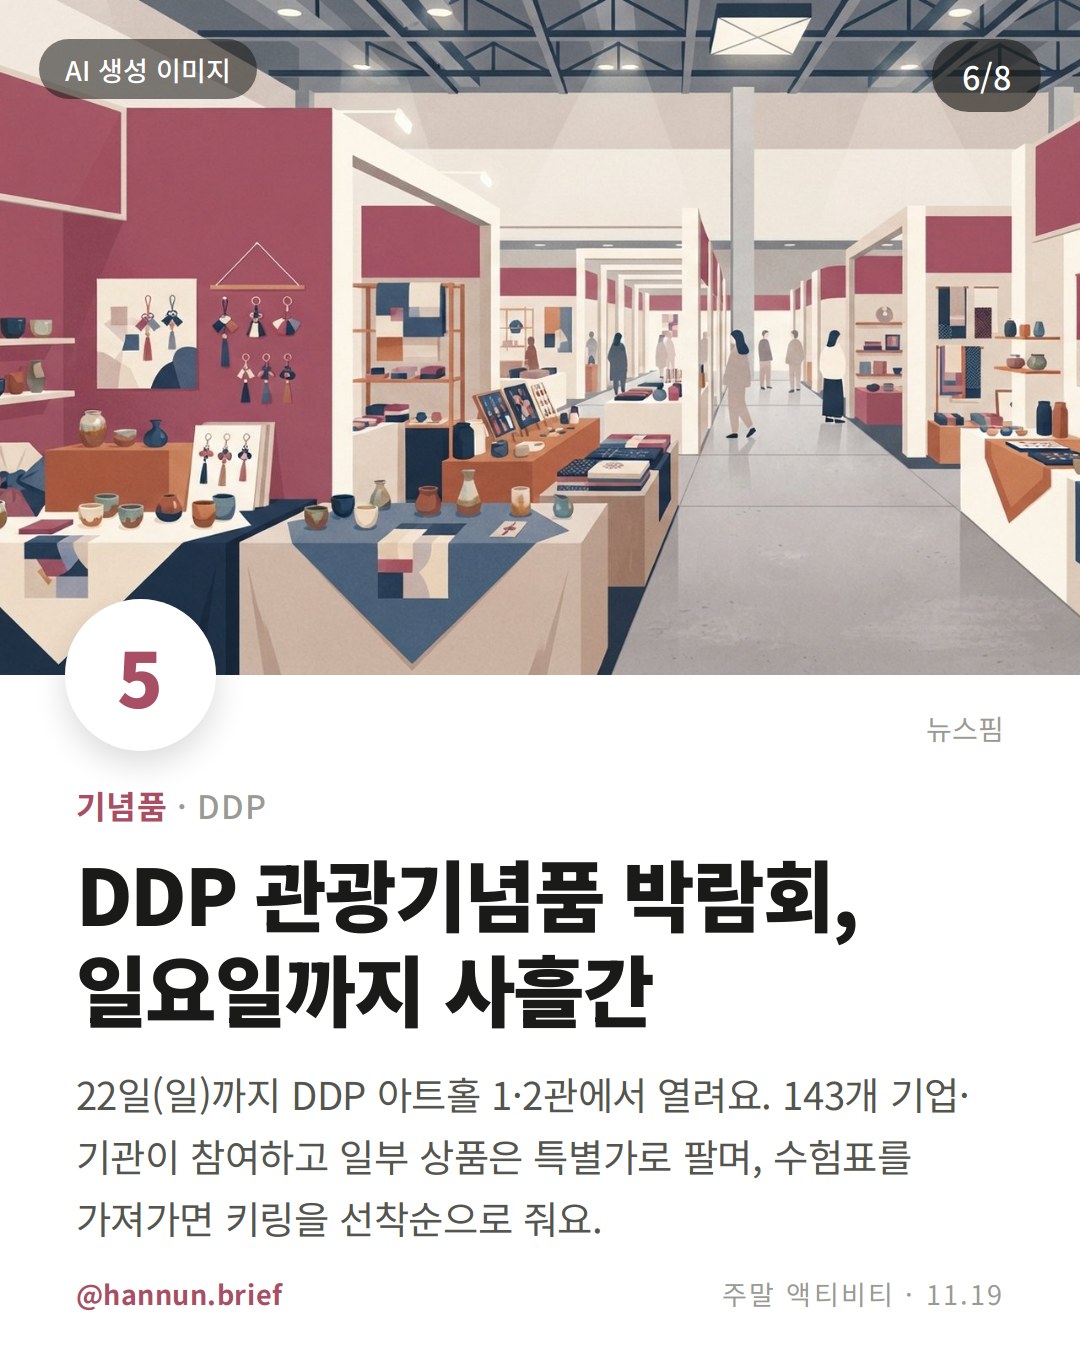 AI 생성 이미지
6/8
5
뉴스핌
기념품 · DDP
DDP 관광기념품 박람회,
일요일까지 사흘간
22일(일)까지 DDP 아트홀 1·2관에서 열려요. 143개 기업·
기관이 참여하고 일부 상품은 특별가로 팔며, 수험표를
가져가면 키링을 선착순으로 줘요.
@hannun.brief
주말 액티비티 · 11.19